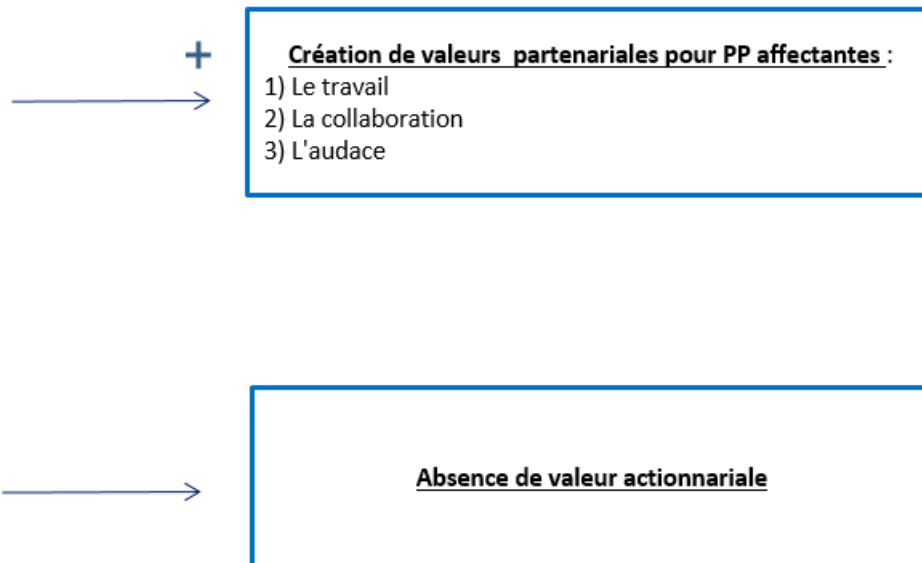 +
Création de valeurs partenariales pour PP affectantes :
1) Le travail
2) La collaboration
3) L'audace
Absence de valeur actionnariale